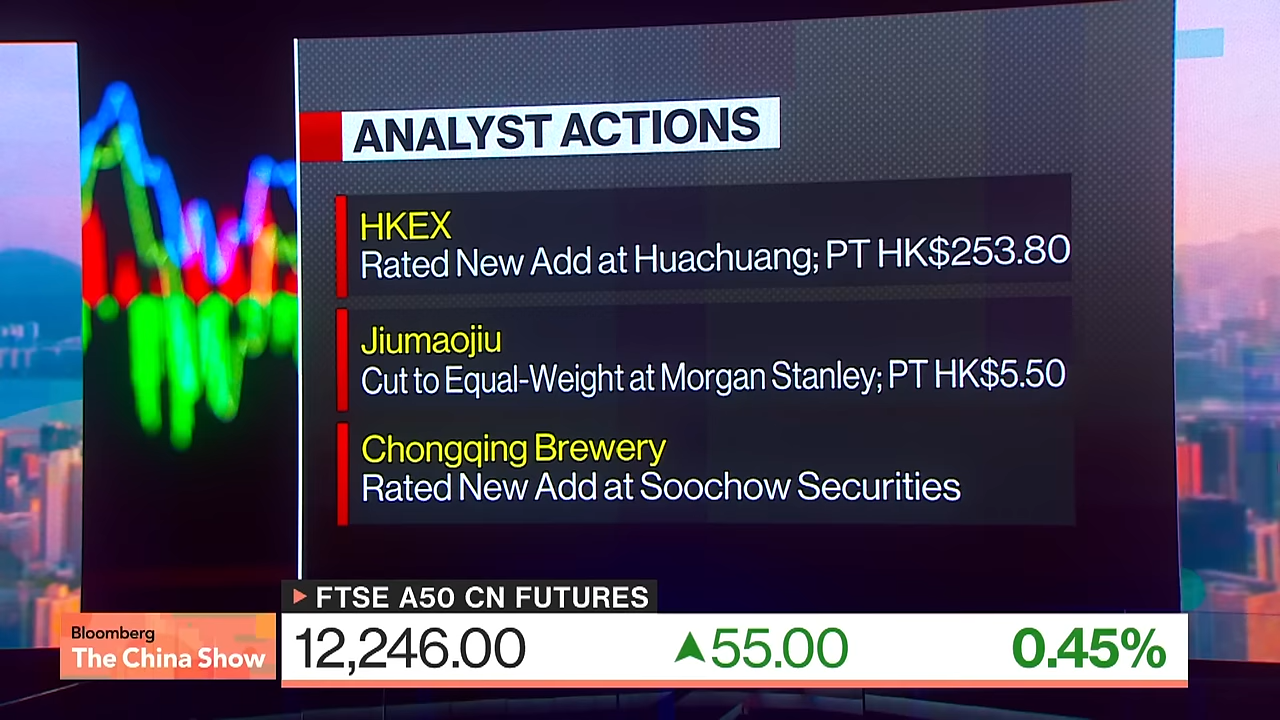 ANALYST ACTIONS
HKEX
Rated New Add at Huachuang; PT HK$253.80
Jiumaojiu
Cut to Equal-Weight at Morgan Stanley; PT HK$5.50
Chongqing Brewery
Rated New Add at Soochow Securities
FTSE A50 CN FUTURES
Bloomberg
The China Show
12,246.00 ▲55.00 0.45%